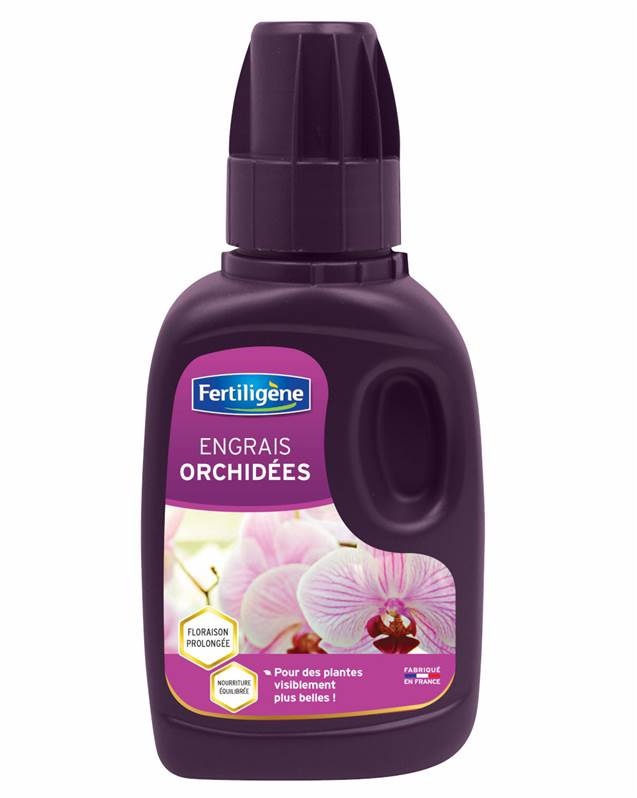 Fertiligène
ENGRAIS
ORCHIDÉES
FLORAISON
PROLONGÉE
NOURRITURE
ÉQUILIBRÉE
Pour des plantes
visiblement
plus belles !
FABRIQUÉ
EN FRANCE